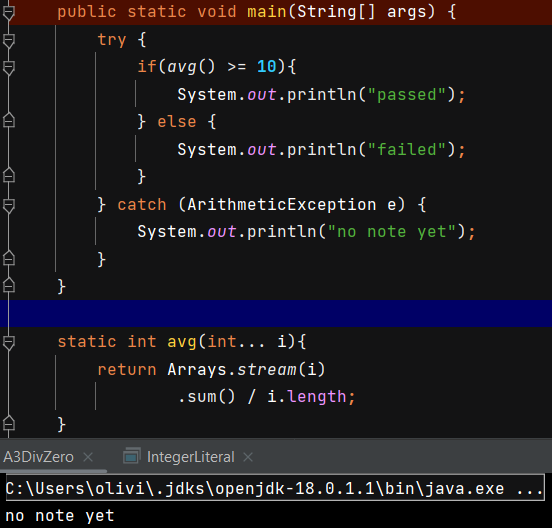 public static void main(String[] args) {
try {
if(avg() >= 10){
System.out.println("passed");
} else {
System.out.println("failed");
}
} catch (ArithmeticException e) {
System.out.println("no note yet");
}
}
static int avg(int... i){
return Arrays.stream(i)
.sum() / i.length;
}
A3DivZero × IntegerLiteral ×
C:\Users\olivi\.jdks\openjdk-18.0.1.1\bin\java.exe ...
no note yet